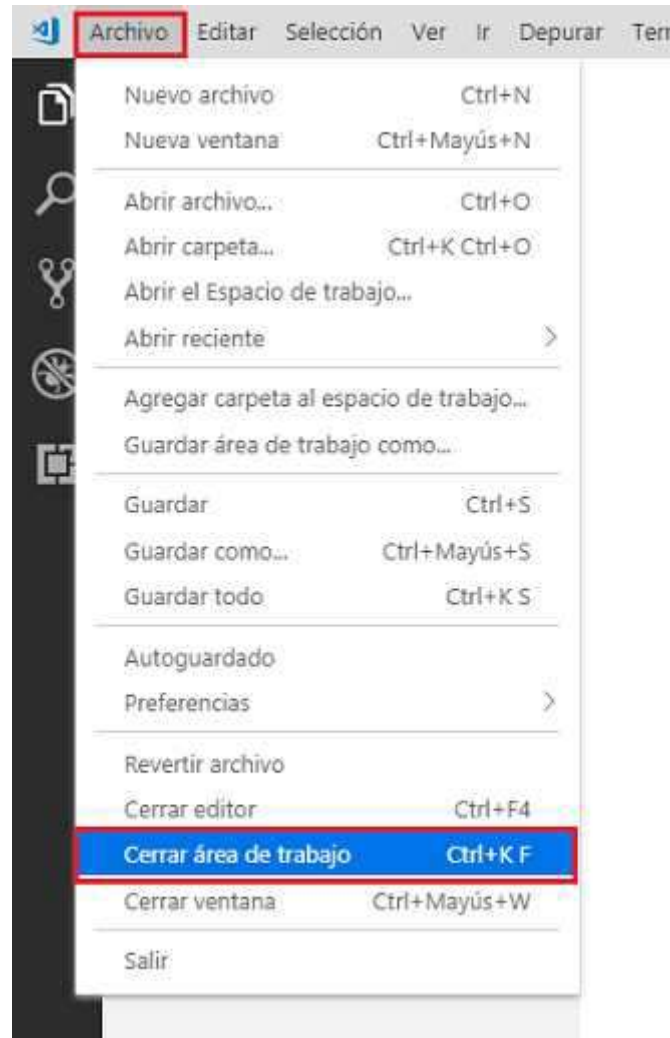 Archivo Editar Selección Ver Ir Depurar
Nuevo archivo Ctrl+N
Nueva ventana Ctrl+Mayús+N
Abrir archivo... Ctrl+O
Abrir carpeta... Ctrl+K Ctrl+O
Abrir el Espacio de trabajo...
Abrir reciente
Agregar carpeta al espacio de trabajo...
Guardar área de trabajo como...
Guardar Ctrl+S
Guardar como... Ctrl+Mayús+S
Guardar todo Ctrl+K S
Autoguardado
Preferencias
Revertir archivo
Cerrar editor Ctrl+F4
Cerrar área de trabajo Ctrl+K F
Cerrar ventana Ctrl+Mayús+W
Salir